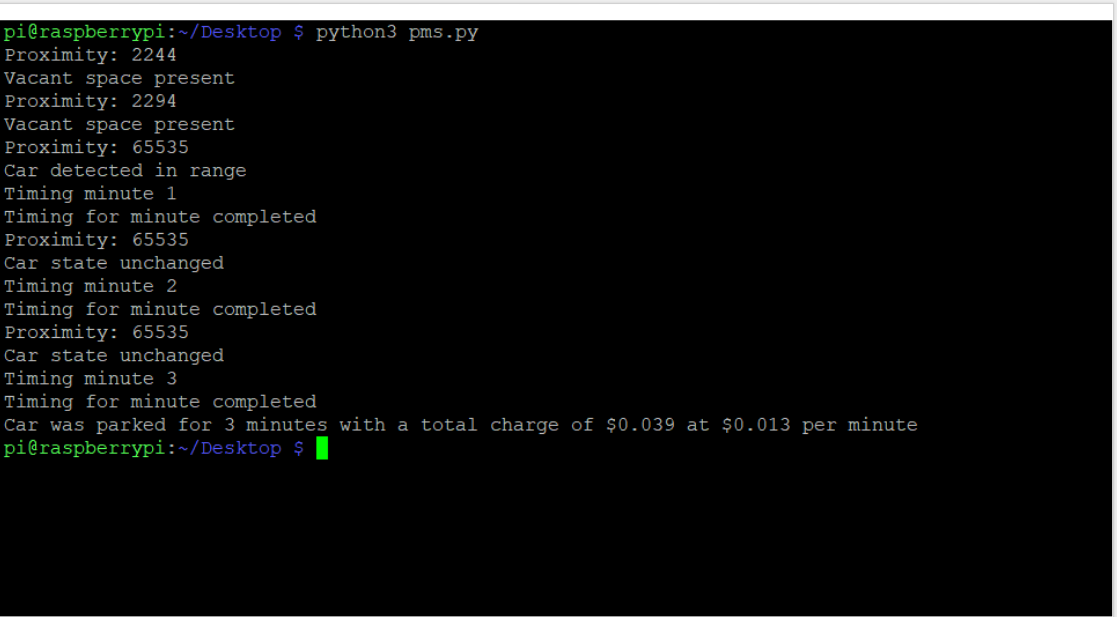 pi@raspberrypi:~/Desktop $ python3 pms.py
Proximity: 2244
Vacant space present
Proximity: 2294
Vacant space present
Proximity: 65535
Car detected in range
Timing minute 1
Timing for minute completed
Proximity: 65535
Car state unchanged
Timing minute 2
Timing for minute completed
Proximity: 65535
Car state unchanged
Timing minute 3
Timing for minute completed
Car was parked for 3 minutes with a total charge of $0.039 at $0.013 per minute
pi@raspberrypi:~/Desktop $